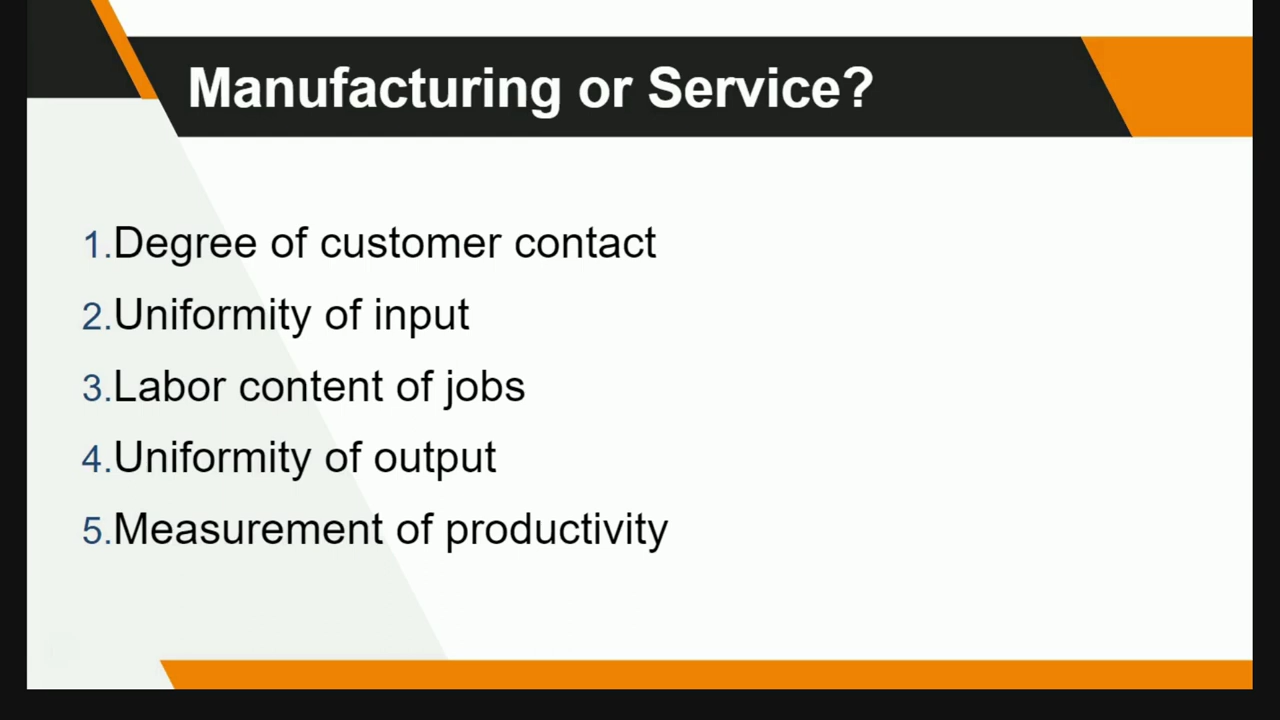 Manufacturing or Service?
1.Degree of customer contact
2.Uniformity of input
3.Labor content of jobs
4.Uniformity of output
5.Measurement of productivity